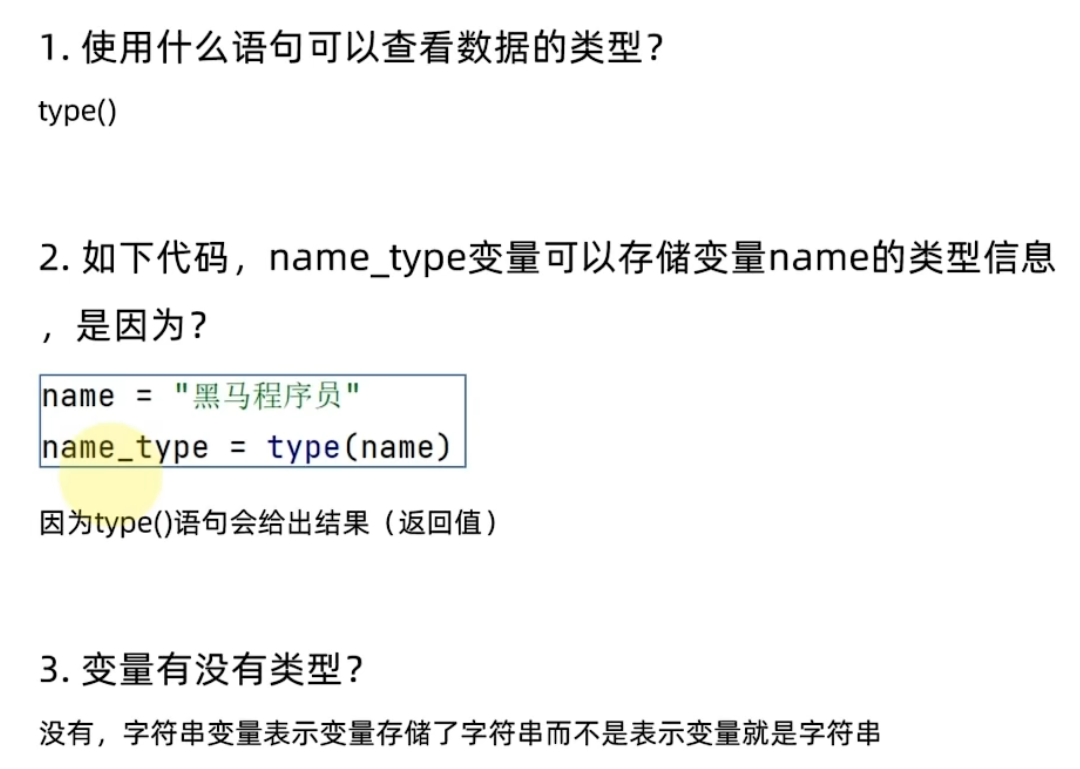 1. 使用什么语句可以查看数据的类型？
type()
2. 如下代码，name_type变量可以存储变量name的类型信息
，是因为？
name = "黑马程序员"
name_type = type(name)
因为type()语句会给出结果（返回值）
3. 变量有没有类型？
没有，字符串变量表示变量存储了字符串而不是表示变量就是字符串